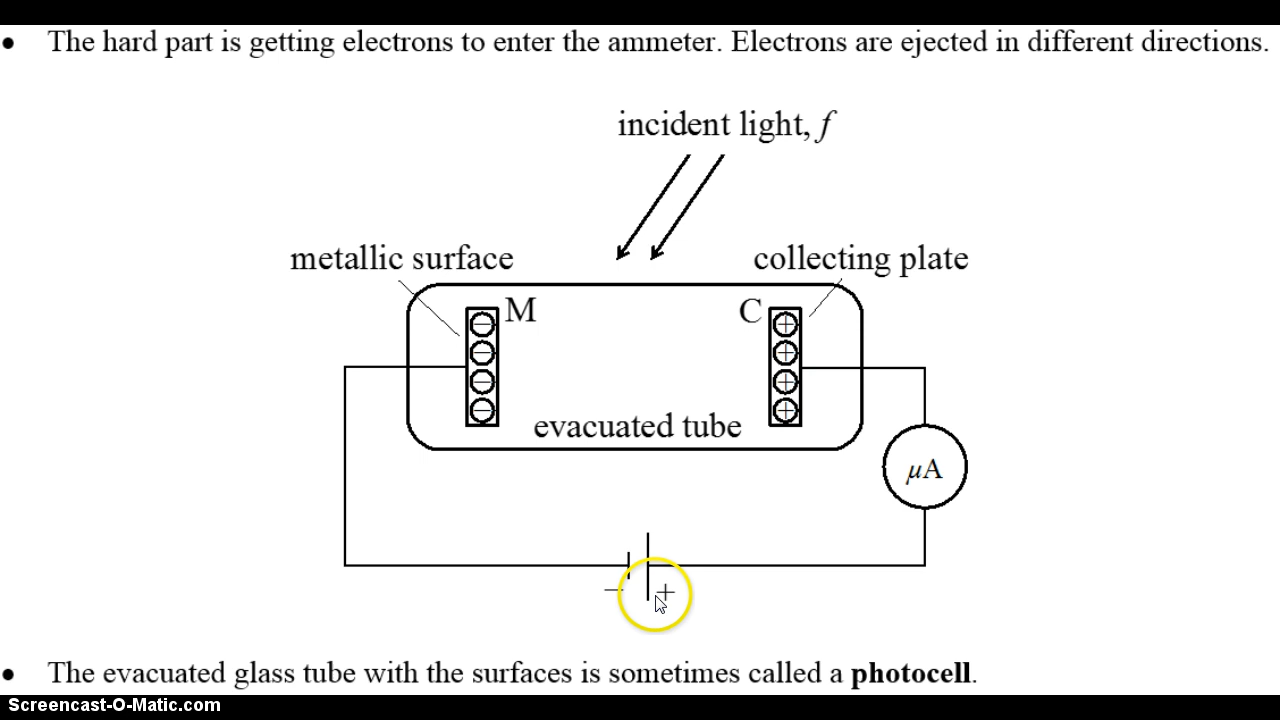 • The hard part is getting electrons to enter the ammeter. Electrons are ejected in different directions.
incident light, f
metallic surface
collecting plate
M
C
evacuated tube
μA
− +
• The evacuated glass tube with the surfaces is sometimes called a photocell.
Screencast-O-Matic.com